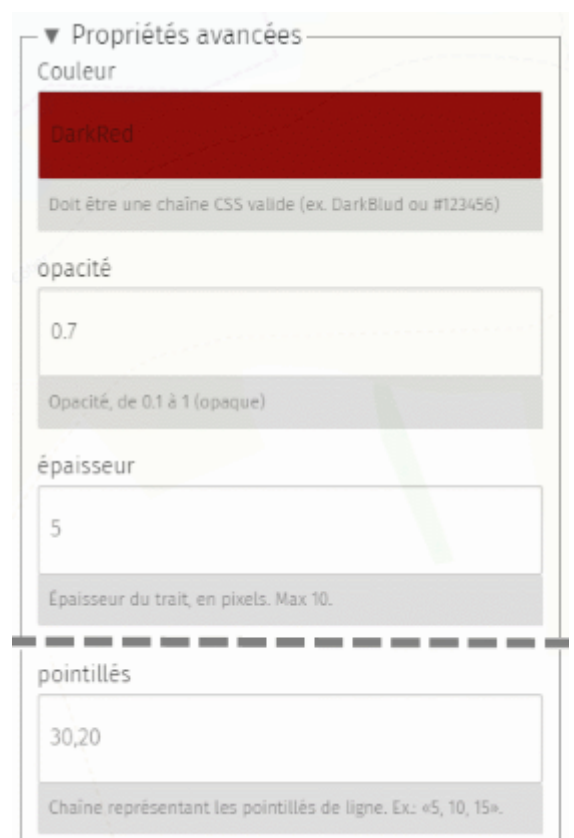 ▼ Propriétés avancées
Couleur
DarkRed
Doit être une chaîne CSS valide (ex. DarkBlud ou #123456)
opacité
0.7
Opacité, de 0.1 à 1 (opaque)
épaisseur
5
Épaisseur du trait, en pixels. Max 10.
pointillés
30,20
Chaîne représentant les pointillés de ligne. Ex.: «5, 10, 15».